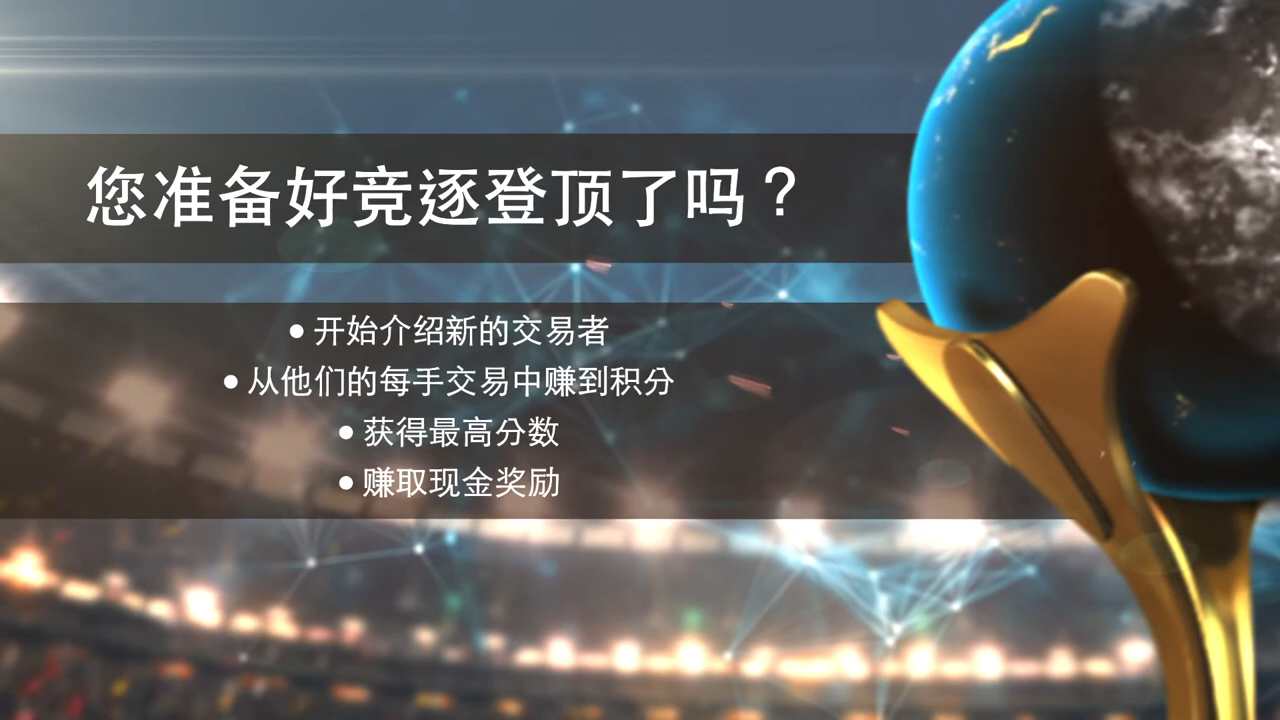 您准备好竞逐登顶了吗？
● 开始介绍新的交易者
● 从他们的每手交易中赚到积分
● 获得最高分数
● 赚取现金奖励